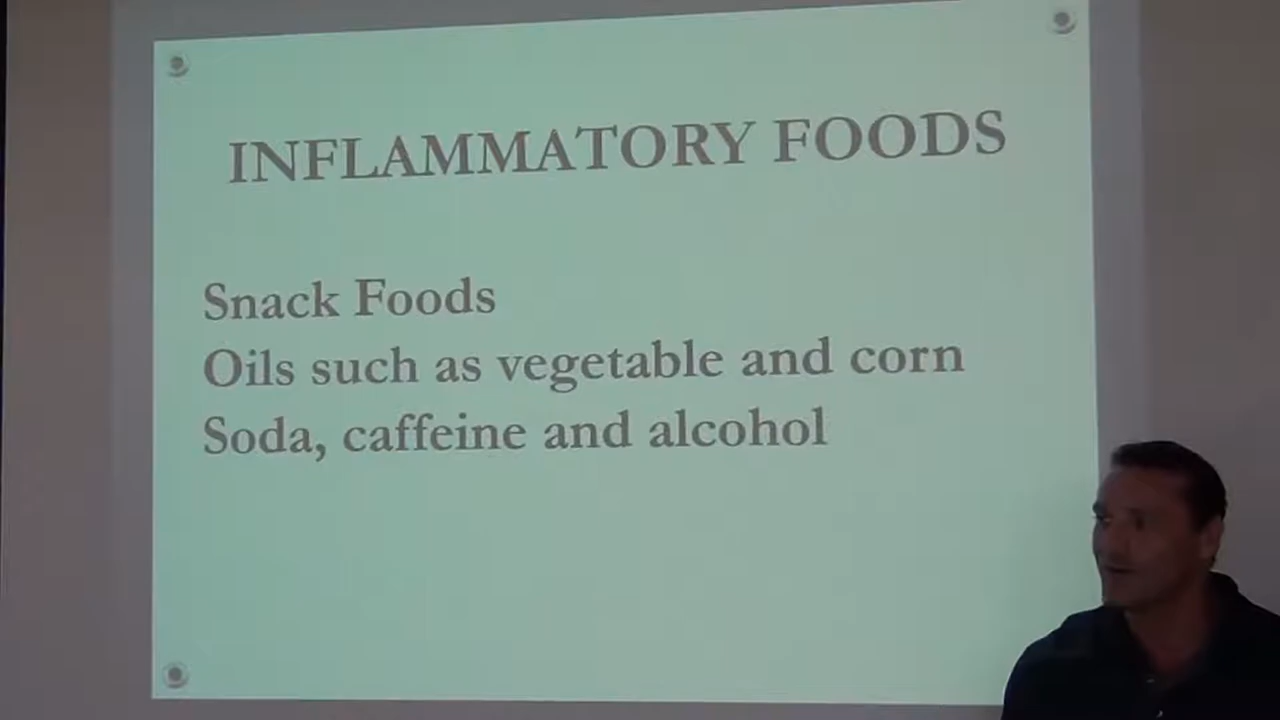 INFLAMMATORY FOODS
Snack Foods
Oils such as vegetable and corn
Soda, caffeine and alcohol